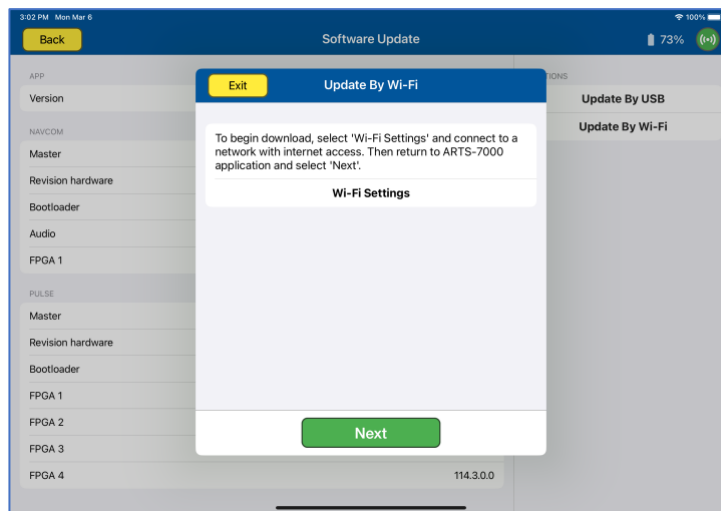 3:02 PM Mon Mar 6
100%
Back
Software Update
73%
APP
Version
NAVCOM
Master
Revision hardware
Bootloader
Audio
FPGA 1
PULSE
Master
Revision hardware
Bootloader
FPGA 1
FPGA 2
FPGA 3
FPGA 4 114.3.0.0
Exit
Update By Wi-Fi
To begin download, select 'Wi-Fi Settings' and connect to a
network with internet access. Then return to ARTS-7000
application and select 'Next'.
Wi-Fi Settings
Next
Update By USB
Update By Wi-Fi